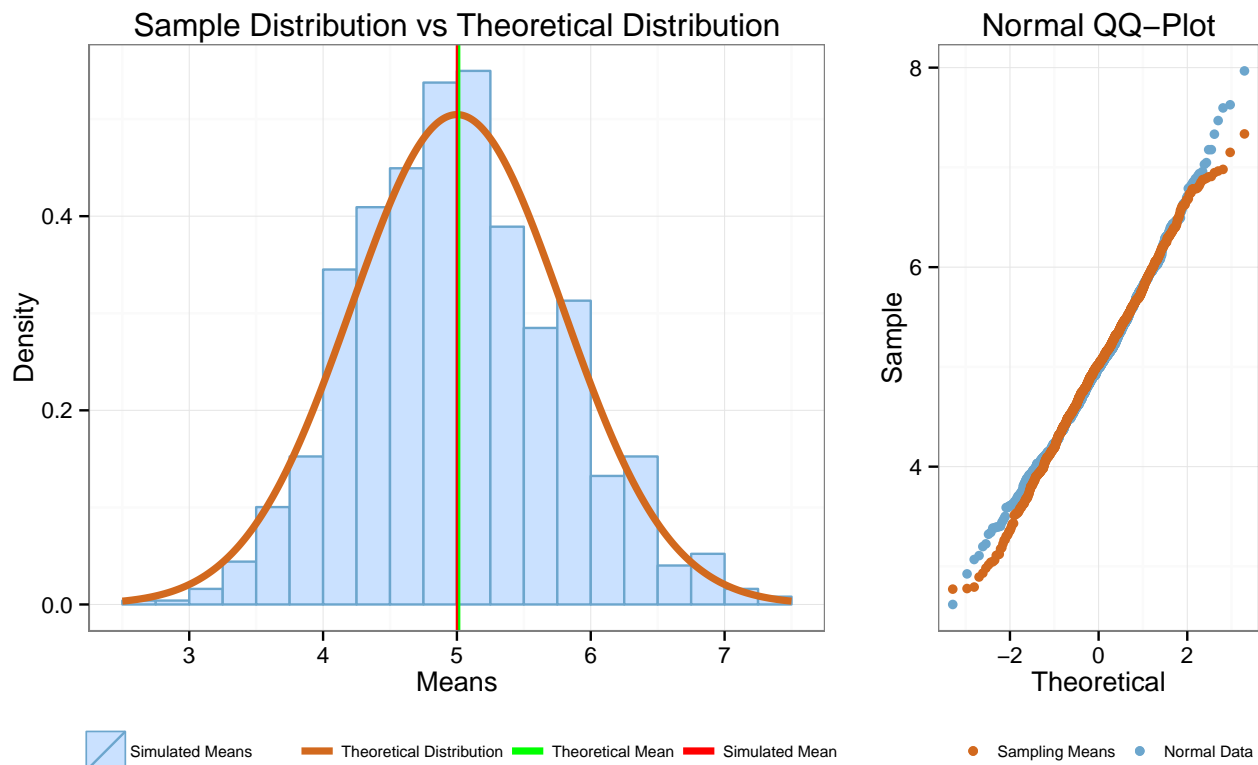 Sample Distribution vs Theoretical Distribution
Density
0.4
0.2
0.0
3 4 5 6 7
Means
Simulated Means Theoretical Distribution Theoretical Mean Simulated Mean
Normal QQ−Plot
Sample
8
6
4
−2 0 2
Theoretical
Sampling Means Normal Data